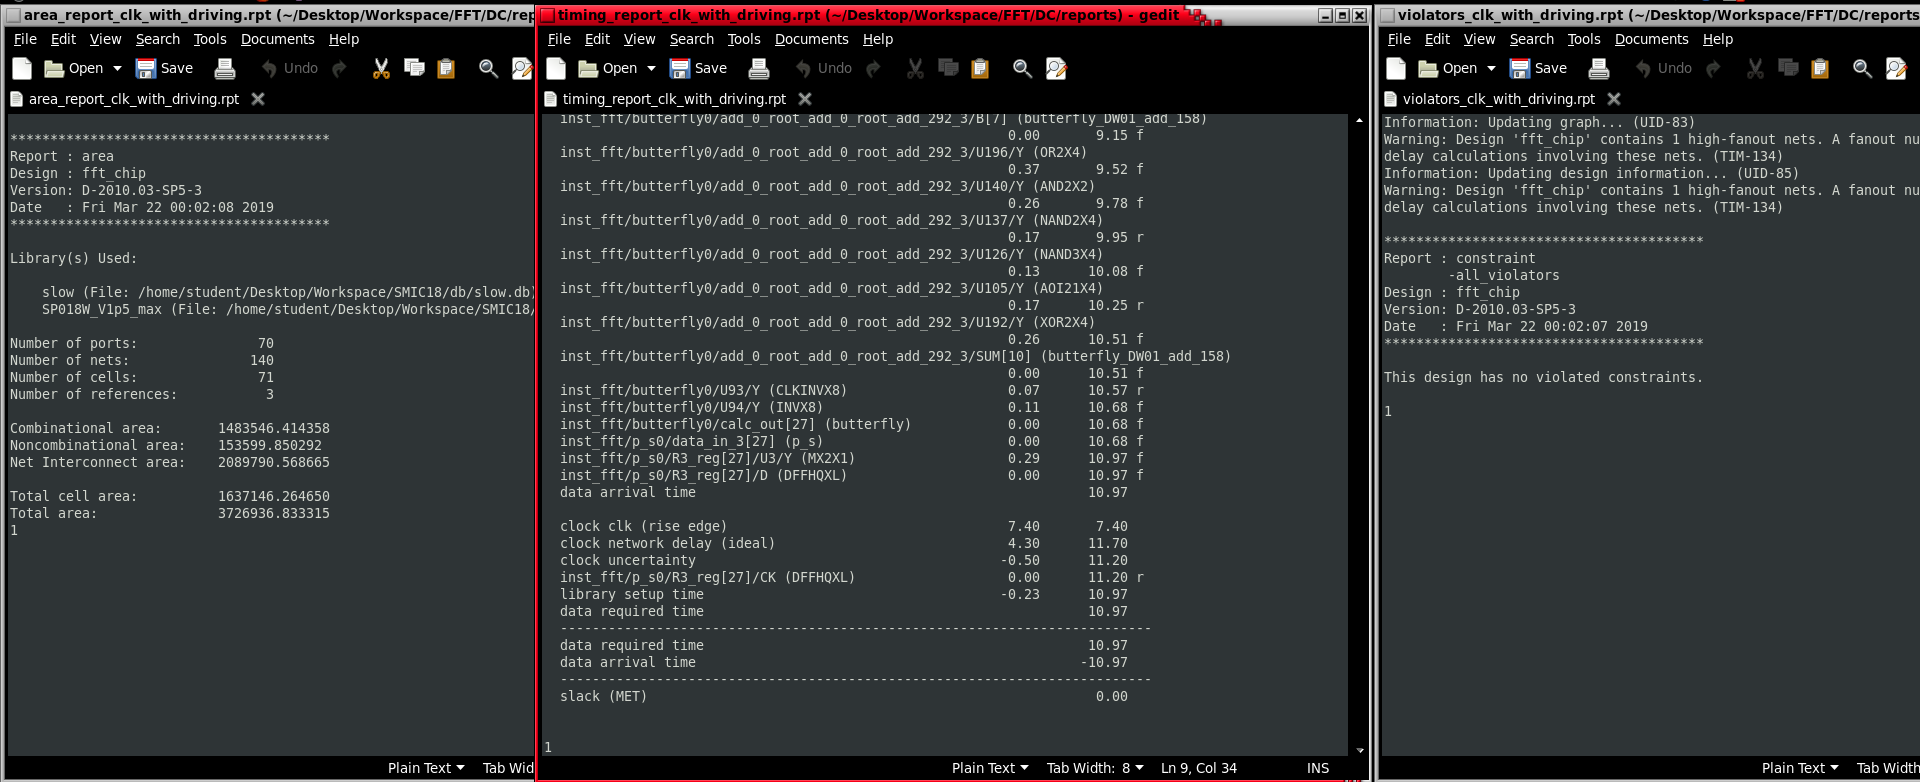 area_report_clk_with_driving.rpt (~/Desktop/Workspace/FFT/DC/rep
File Edit View Search Tools Documents Help
Open Save Undo
area_report_clk_with_driving.rpt
****************************************
Report : area
Design : fft_chip
Version: D-2010.03-SP5-3
Date   : Fri Mar 22 00:02:08 2019
****************************************
Library(s) Used:
slow (File: /home/student/Desktop/Workspace/SMIC18/db/slow.db)
SP018W_V1p5_max (File: /home/student/Desktop/Workspace/SMIC18/
Number of ports: 70
Number of nets: 140
Number of cells: 71
Number of references: 3
Combinational area: 1483546.414358
Noncombinational area: 153599.850292
Net Interconnect area: 2089790.568665
Total cell area: 1637146.264650
Total area: 3726936.833315
1
Plain Text Tab Wid
timing_report_clk_with_driving.rpt (~/Desktop/Workspace/FFT/DC/reports) - gedit
File Edit View Search Tools Documents Help
Open Save Undo
timing_report_clk_with_driving.rpt
inst_fft/butterfly0/add_0_root_add_0_root_add_292_3/B[7] (butterfly_DW01_add_158)
0.00 9.15 f
inst_fft/butterfly0/add_0_root_add_0_root_add_292_3/U196/Y (OR2X4)
0.37 9.52 f
inst_fft/butterfly0/add_0_root_add_0_root_add_292_3/U140/Y (AND2X2)
0.26 9.78 f
inst_fft/butterfly0/add_0_root_add_0_root_add_292_3/U137/Y (NAND2X4)
0.17 9.95 r
inst_fft/butterfly0/add_0_root_add_0_root_add_292_3/U126/Y (NAND3X4)
0.13 10.08 f
inst_fft/butterfly0/add_0_root_add_0_root_add_292_3/U105/Y (AOI21X4)
0.17 10.25 r
inst_fft/butterfly0/add_0_root_add_0_root_add_292_3/U192/Y (XOR2X4)
0.26 10.51 f
inst_fft/butterfly0/add_0_root_add_0_root_add_292_3/SUM[10] (butterfly_DW01_add_158)
0.00 10.51 f
inst_fft/butterfly0/U93/Y (CLKINVX8) 0.07 10.57 r
inst_fft/butterfly0/U94/Y (INVX8) 0.11 10.68 f
inst_fft/butterfly0/calc_out[27] (butterfly) 0.00 10.68 f
inst_fft/p_s0/data_in_3[27] (p_s) 0.00 10.68 f
inst_fft/p_s0/R3_reg[27]/U3/Y (MX2X1) 0.29 10.97 f
inst_fft/p_s0/R3_reg[27]/D (DFFHQXL) 0.00 10.97 f
data arrival time 10.97
clock clk (rise edge) 7.40 7.40
clock network delay (ideal) 4.30 11.70
clock uncertainty -0.50 11.20
inst_fft/p_s0/R3_reg[27]/CK (DFFHQXL) 0.00 11.20 r
library setup time -0.23 10.97
data required time 10.97
--------------------------------------------------------------------------
data required time 10.97
data arrival time -10.97
--------------------------------------------------------------------------
slack (MET) 0.00
1
Plain Text Tab Width: 8 Ln 9, Col 34 INS
violators_clk_with_driving.rpt (~/Desktop/Workspace/FFT/DC/reports
File Edit View Search Tools Documents Help
Open Save Undo
violators_clk_with_driving.rpt
Information: Updating graph... (UID-83)
Warning: Design 'fft_chip' contains 1 high-fanout nets. A fanout nu
delay calculations involving these nets. (TIM-134)
Information: Updating design information... (UID-85)
Warning: Design 'fft_chip' contains 1 high-fanout nets. A fanout nu
delay calculations involving these nets. (TIM-134)
****************************************
Report : constraint
-all_violators
Design : fft_chip
Version: D-2010.03-SP5-3
Date   : Fri Mar 22 00:02:07 2019
****************************************
This design has no violated constraints.
1
Plain Text Tab Width